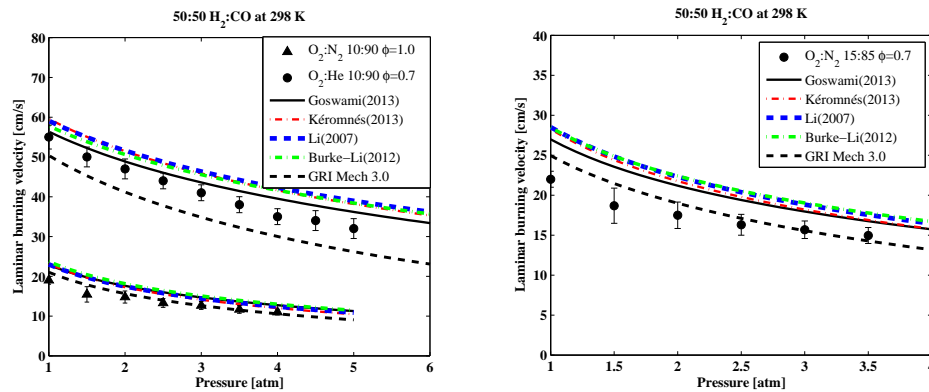 50:50 H₂:CO at 298 K
Laminar burning velocity [cm/s]
80
70
60
50
40
30
20
10
0
O₂:N₂ 10:90 ϕ=1.0
O₂:He 10:90 ϕ=0.7
Goswami(2013)
Kéromnés(2013)
Li(2007)
Burke–Li(2012)
GRI Mech 3.0
1 2 3 4 5 6
Pressure [atm]
50:50 H₂:CO at 298 K
Laminar burning velocity [cm/s]
40
35
30
25
20
15
10
5
0
O₂:N₂ 15:85 ϕ=0.7
Goswami(2013)
Kéromnés(2013)
Li(2007)
Burke–Li(2012)
GRI Mech 3.0
1 1.5 2 2.5 3 3.5
Pressure [atm]